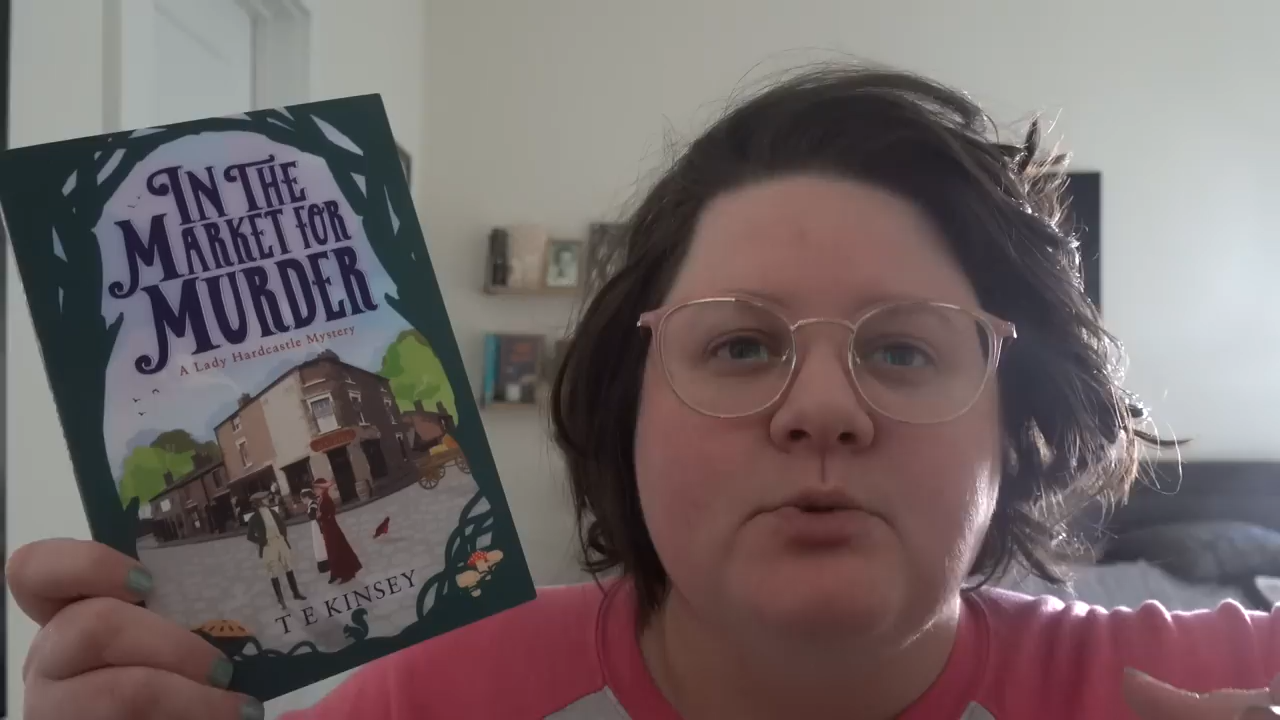 IN THE
MARKET FOR
MURDER
A Lady Hardcastle Mystery
T E KINSEY